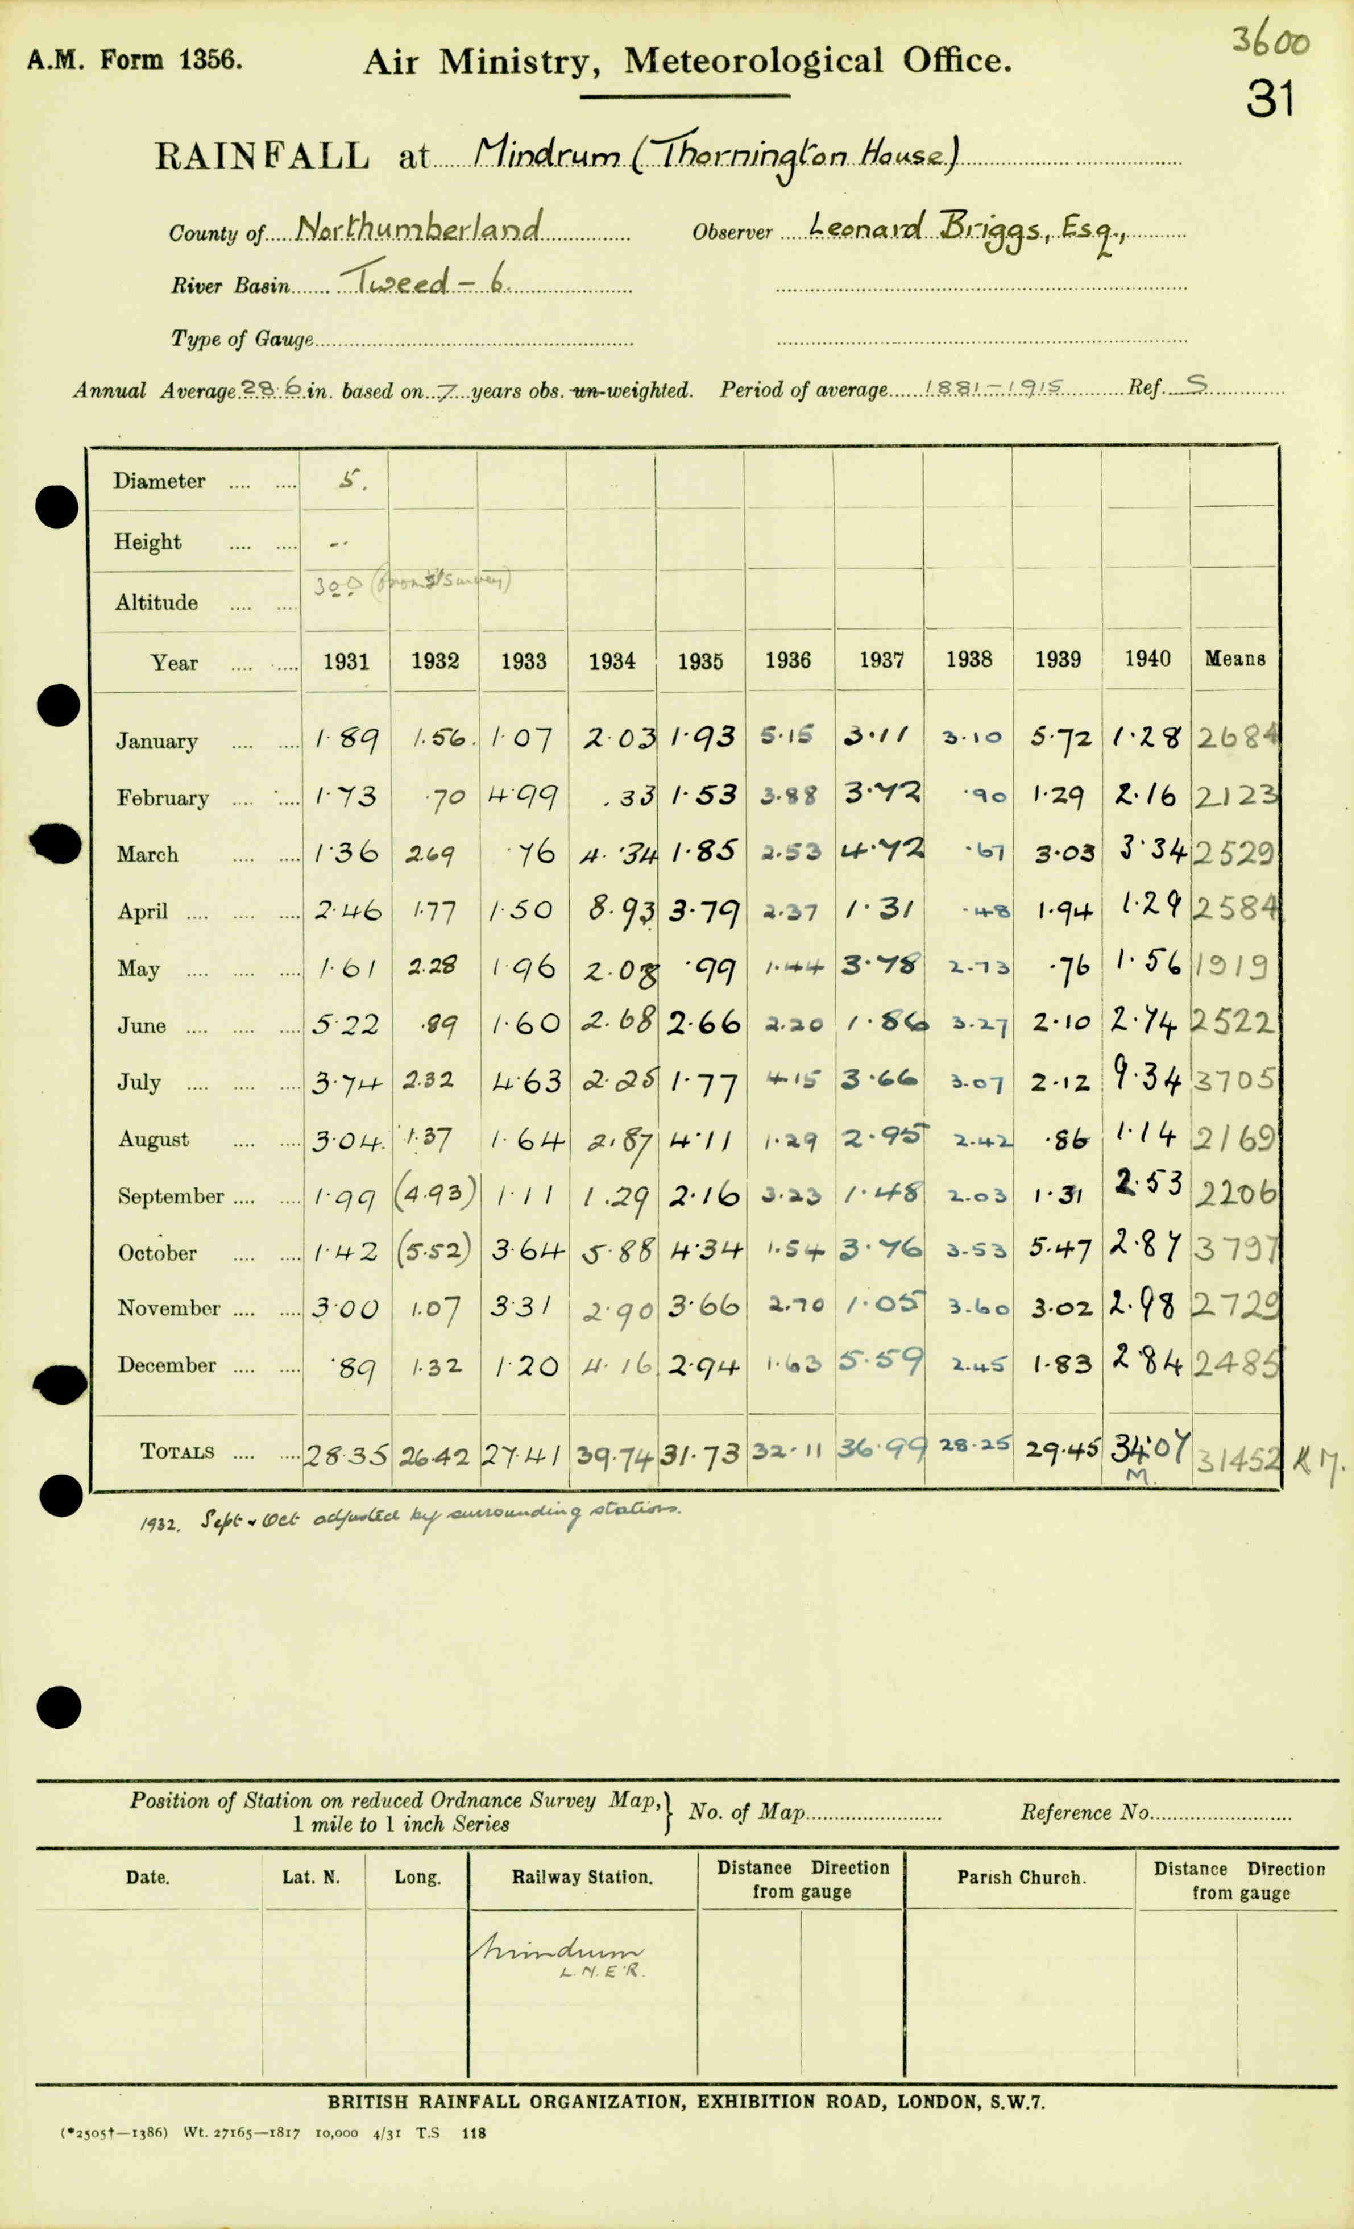 3600
A.M. Form 1356. Air Ministry, Meteorological Office.
31
RAINFALL at Mindrum (Thornington House)
County of Northumberland Observer Leonard Briggs, Esq.,
River Basin Tweed - 6.
Type of Gauge
Annual Average 28.6 in. based on 7 years obs. un-weighted. Period of average 1881-1915 Ref. S
Diameter 5.
Height --
Altitude 300 (from 1" Survey)
Year 1931 1932 1933 1934 1935 1936 1937 1938 1939 1940 Means
January 1.89 1.56 1.07 2.03 1.93 5.15 3.11 3.10 5.72 1.28 2684
February 1.73 .70 4.99 .33 1.53 3.88 3.72 .90 1.29 2.16 2123
March 1.36 2.69 .76 4.34 1.85 2.53 4.72 .67 3.03 3.34 2529
April 2.46 1.77 1.50 8.93 3.79 2.37 1.31 .48 1.94 1.29 2584
May 1.61 2.28 1.96 2.08 .99 1.44 3.78 2.73 .76 1.56 1919
June 5.22 .89 1.60 2.68 2.66 2.20 1.86 3.27 2.10 2.74 2522
July 3.74 2.32 4.63 2.25 1.77 4.15 3.66 3.07 2.12 9.34 3705
August 3.04 1.37 1.64 2.87 4.11 1.29 2.95 2.42 .86 1.14 2169
September 1.99 (4.93) 1.11 1.29 2.16 3.23 1.48 2.03 1.31 2.53 2206
October 1.42 (5.52) 3.64 5.88 4.34 1.54 3.76 3.53 5.47 2.87 3797
November 3.00 1.07 3.31 2.90 3.66 2.70 1.05 3.60 3.02 2.98 2729
December .89 1.32 1.20 4.16 2.94 1.63 5.59 2.45 1.83 2.84 2485
TOTALS 28.35 26.42 27.41 39.74 31.73 32.11 36.99 28.25 29.45 34.07 31452
M.
1932. Sept & Oct adjusted by surrounding stations.
Position of Station on reduced Ordnance Survey Map, } No. of Map Reference No.
1 mile to 1 inch Series
Date. Lat. N. Long. Railway Station. Distance Direction from gauge Parish Church. Distance Direction from gauge
Mindrum
L.N.E.R.
BRITISH RAINFALL ORGANIZATION, EXHIBITION ROAD, LONDON, S.W.7.
(*2505†—1386) Wt. 27165—1817 10,000 4/31 T.S 118